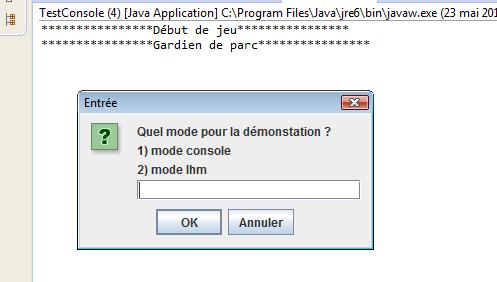 TestConsole (4) [Java Application] C:\Program Files\Java\jre6\bin\javaw.exe (23 mai 201
****************Début de jeu****************
****************Gardien de parc****************
Entrée
Quel mode pour la démonstation ?
1) mode console
2) mode Ihm
OK
Annuler